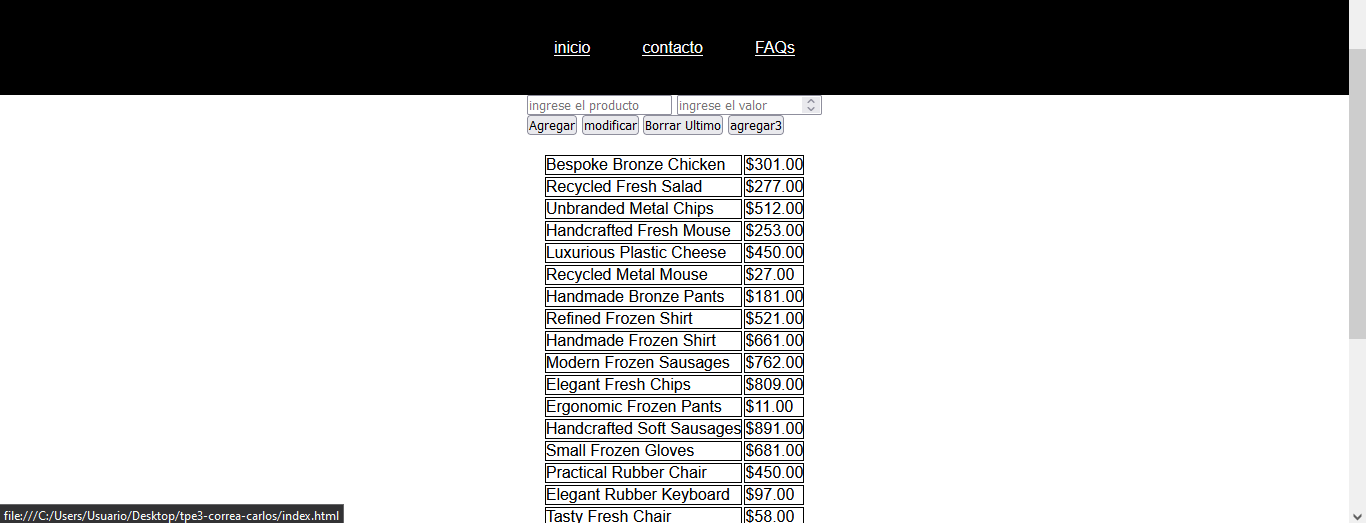 inicio contacto FAQs
ingrese el producto ingrese el valor
Agregar modificar Borrar Ultimo agregar3
Bespoke Bronze Chicken $301.00
Recycled Fresh Salad $277.00
Unbranded Metal Chips $512.00
Handcrafted Fresh Mouse $253.00
Luxurious Plastic Cheese $450.00
Recycled Metal Mouse $27.00
Handmade Bronze Pants $181.00
Refined Frozen Shirt $521.00
Handmade Frozen Shirt $661.00
Modern Frozen Sausages $762.00
Elegant Fresh Chips $809.00
Ergonomic Frozen Pants $11.00
Handcrafted Soft Sausages $891.00
Small Frozen Gloves $681.00
Practical Rubber Chair $450.00
Elegant Rubber Keyboard $97.00
Tasty Fresh Chair $58.00
file:///C:/Users/Usuario/Desktop/tpe3-correa-carlos/index.html